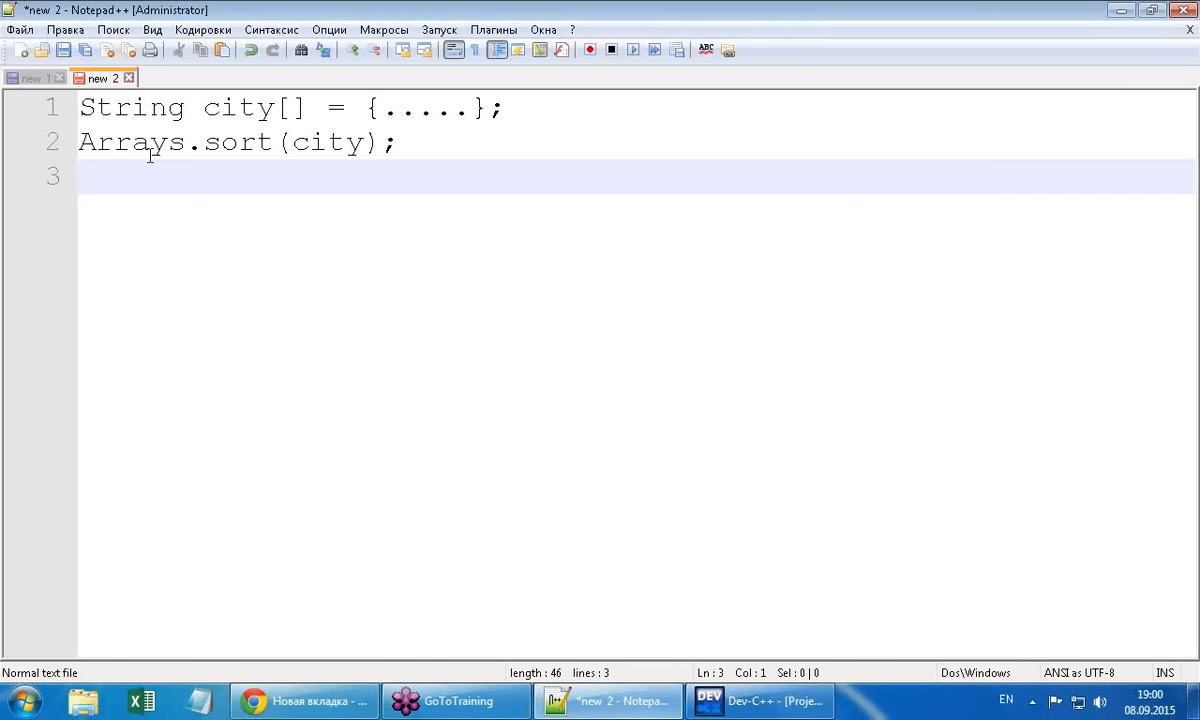 *new 2 - Notepad++ [Administrator]
Файл Правка Поиск Вид Кодировки Синтаксис Опции Макросы Запуск Плагины Окна ? X
ABC
new 1 new 2
1 String city[] = {.....};
2 Arrays.sort(city);
3
Normal text file length : 46 lines : 3 Ln : 3 Col : 1 Sel : 0 | 0 Dos\Windows ANSI as UTF-8 INS
Новая вкладка - ... GoToTraining *new 2 - Notepa... DEV Dev-C++ - [Proje... EN 19:00
08.09.2015